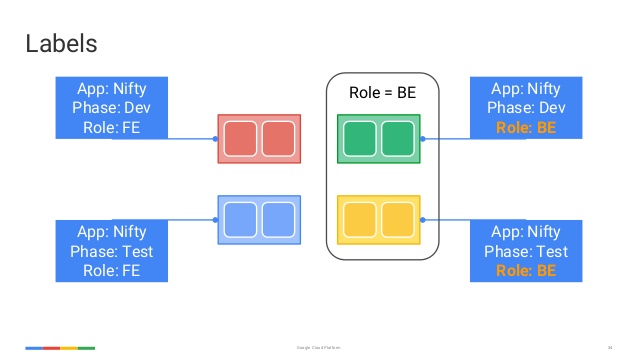 Labels
App: Nifty
Phase: Dev
Role: FE
Role = BE
App: Nifty
Phase: Dev
Role: BE
App: Nifty
Phase: Test
Role: FE
App: Nifty
Phase: Test
Role: BE
Google Cloud Platform